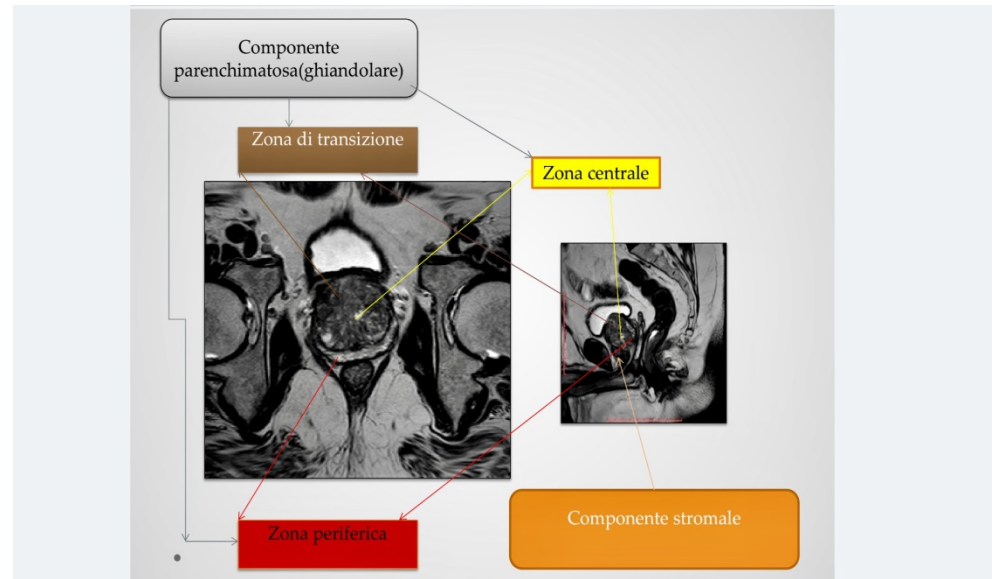 Componente
parenchimatosa(ghiandolare)
Zona di transizione
Zona centrale
Zona periferica
Componente stromale